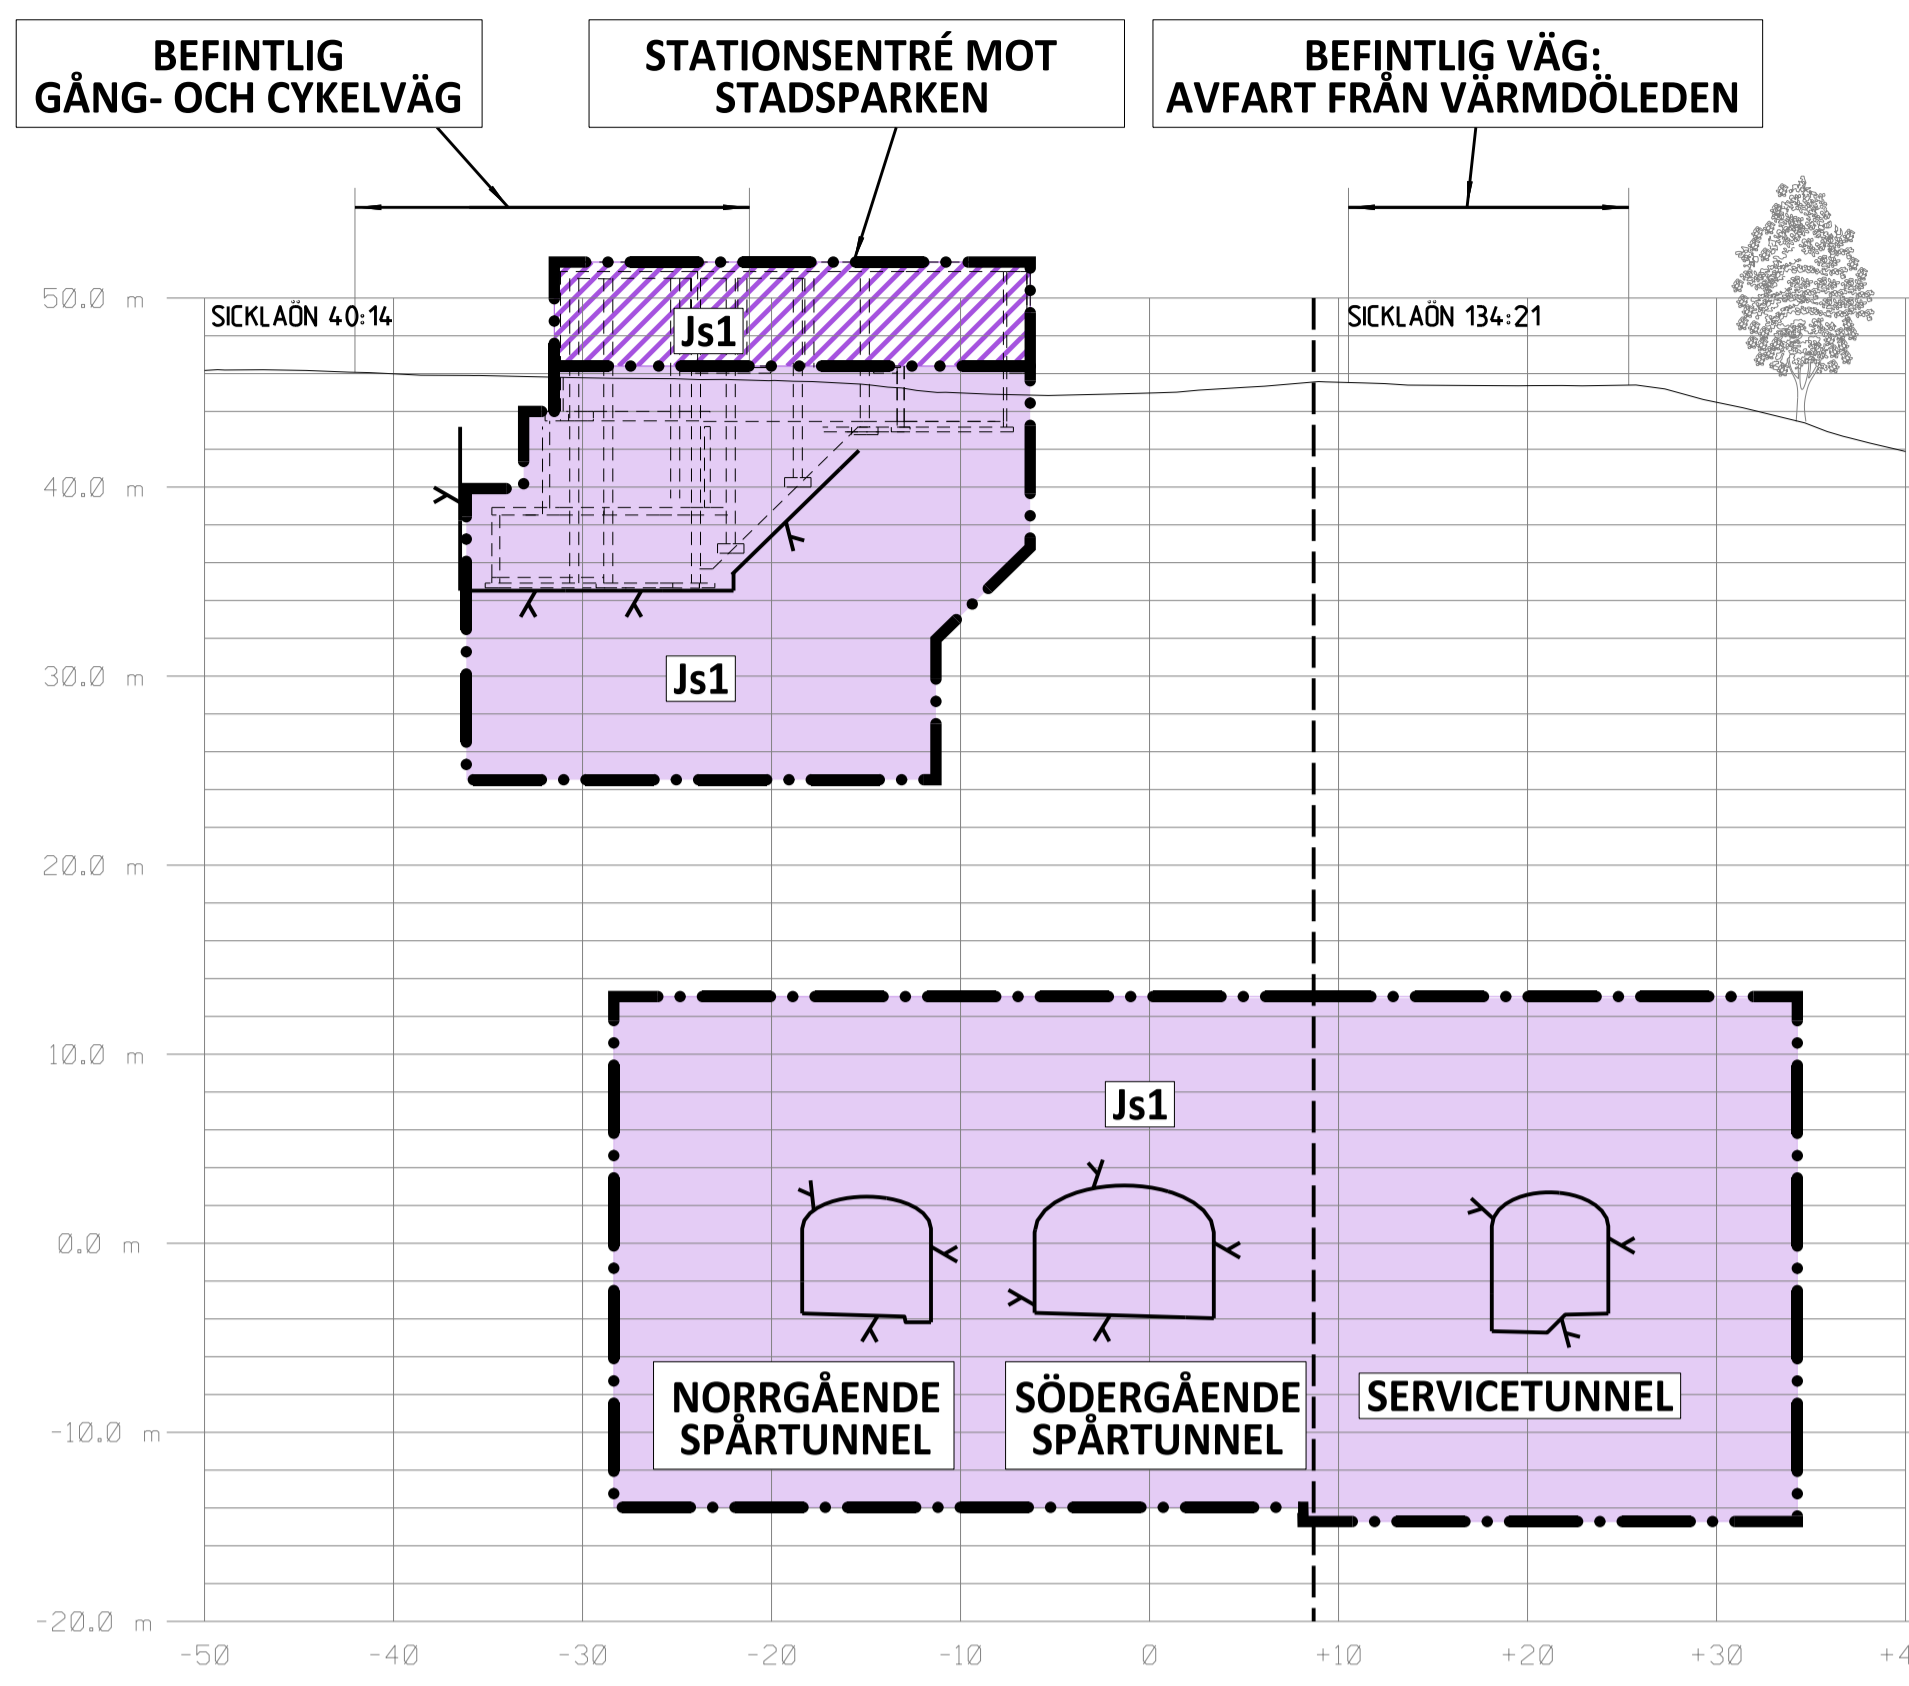 BEFINTLIG
GÅNG- OCH CYKELVÄG
STATIONSENTRÉ MOT
STADSPARKEN
BEFINTLIG VÄG:
AVFART FRÅN VÄRMDÖLEDEN
50.0 m
SICKLAÖN 40:14
Js1
SICKLAÖN 134:21
40.0 m
30.0 m
Js1
20.0 m
10.0 m
Js1
0.0 m
NORRGÅENDE
SPÅRTUNNEL
SÖDERGÅENDE
SPÅRTUNNEL
SERVICETUNNEL
-10.0 m
-20.0 m
-50 -40 -30 -20 -10 0 +10 +20 +30